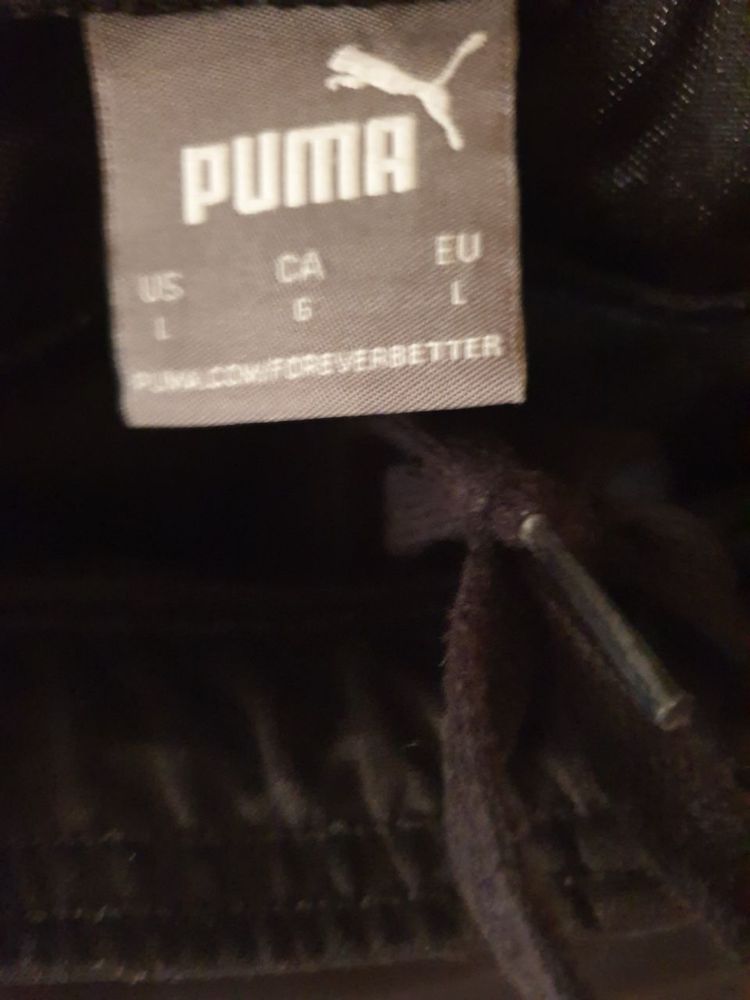 PUMA
US CA EU
L G L
PUMA.COM/FOREVERBETTER